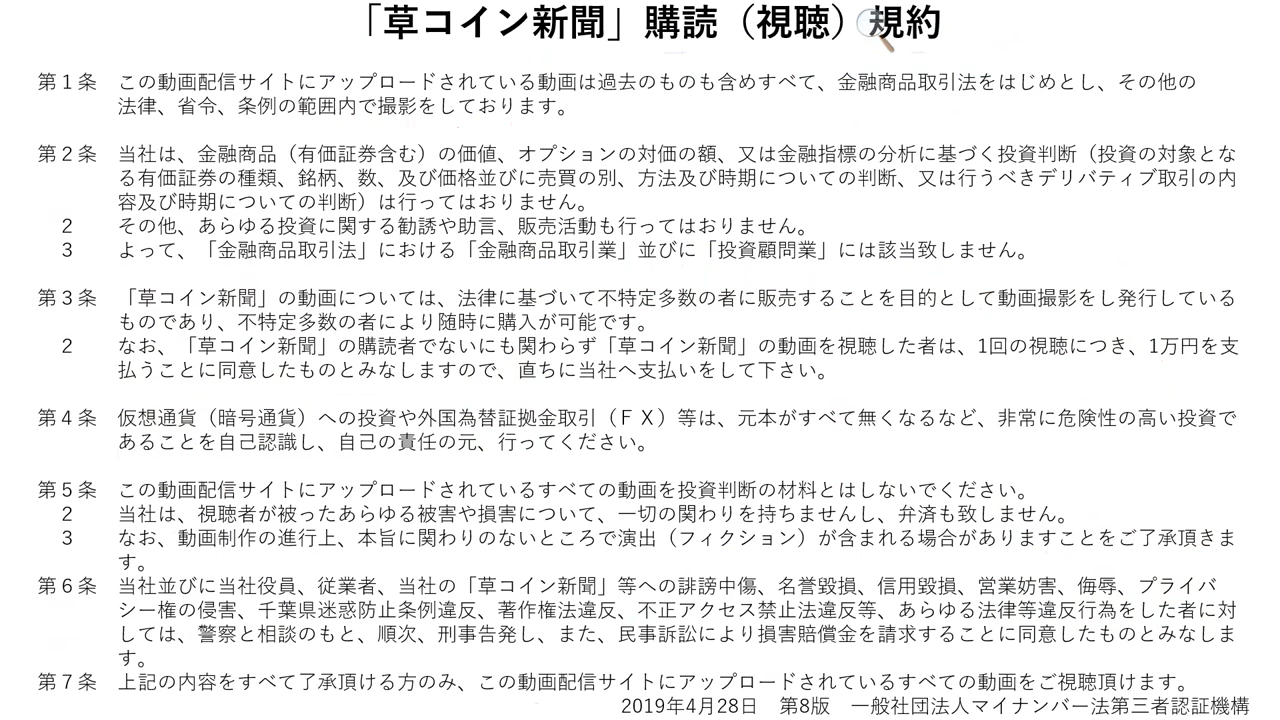 「草コイン新聞」購読（視聴）規約
第１条　この動画配信サイトにアップロードされている動画は過去のものも含めすべて、金融商品取引法をはじめとし、その他の
法律、省令、条例の範囲内で撮影をしております。
第２条　当社は、金融商品（有価証券含む）の価値、オプションの対価の額、又は金融指標の分析に基づく投資判断（投資の対象とな
る有価証券の種類、銘柄、数、及び価格並びに売買の別、方法及び時期についての判断、又は行うべきデリバティブ取引の内
容及び時期についての判断）は行ってはおりません。
２　その他、あらゆる投資に関する勧誘や助言、販売活動も行ってはおりません。
３　よって、「金融商品取引法」における「金融商品取引業」並びに「投資顧問業」には該当致しません。
第３条　「草コイン新聞」の動画については、法律に基づいて不特定多数の者に販売することを目的として動画撮影をし発行している
ものであり、不特定多数の者により随時に購入が可能です。
２　なお、「草コイン新聞」の購読者でないにも関わらず「草コイン新聞」の動画を視聴した者は、1回の視聴につき、1万円を支
払うことに同意したものとみなしますので、直ちに当社へ支払いをして下さい。
第４条　仮想通貨（暗号通貨）への投資や外国為替証拠金取引（ＦＸ）等は、元本がすべて無くなるなど、非常に危険性の高い投資で
あることを自己認識し、自己の責任の元、行ってください。
第５条　この動画配信サイトにアップロードされているすべての動画を投資判断の材料とはしないでください。
２　当社は、視聴者が被ったあらゆる被害や損害について、一切の関わりを持ちませんし、弁済も致しません。
３　なお、動画制作の進行上、本旨に関わりのないところで演出（フィクション）が含まれる場合がありますことをご了承頂きま
す。
第６条　当社並びに当社役員、従業者、当社の「草コイン新聞」等への誹謗中傷、名誉毀損、信用毀損、営業妨害、侮辱、プライバ
シー権の侵害、千葉県迷惑防止条例違反、著作権法違反、不正アクセス禁止法違反等、あらゆる法律等違反行為をした者に対
しては、警察と相談のもと、順次、刑事告発し、また、民事訴訟により損害賠償金を請求することに同意したものとみなしま
す。
第７条　上記の内容をすべて了承頂ける方のみ、この動画配信サイトにアップロードされているすべての動画をご視聴頂けます。
2019年4月28日　第8版　一般社団法人マイナンバー法第三者認証機構